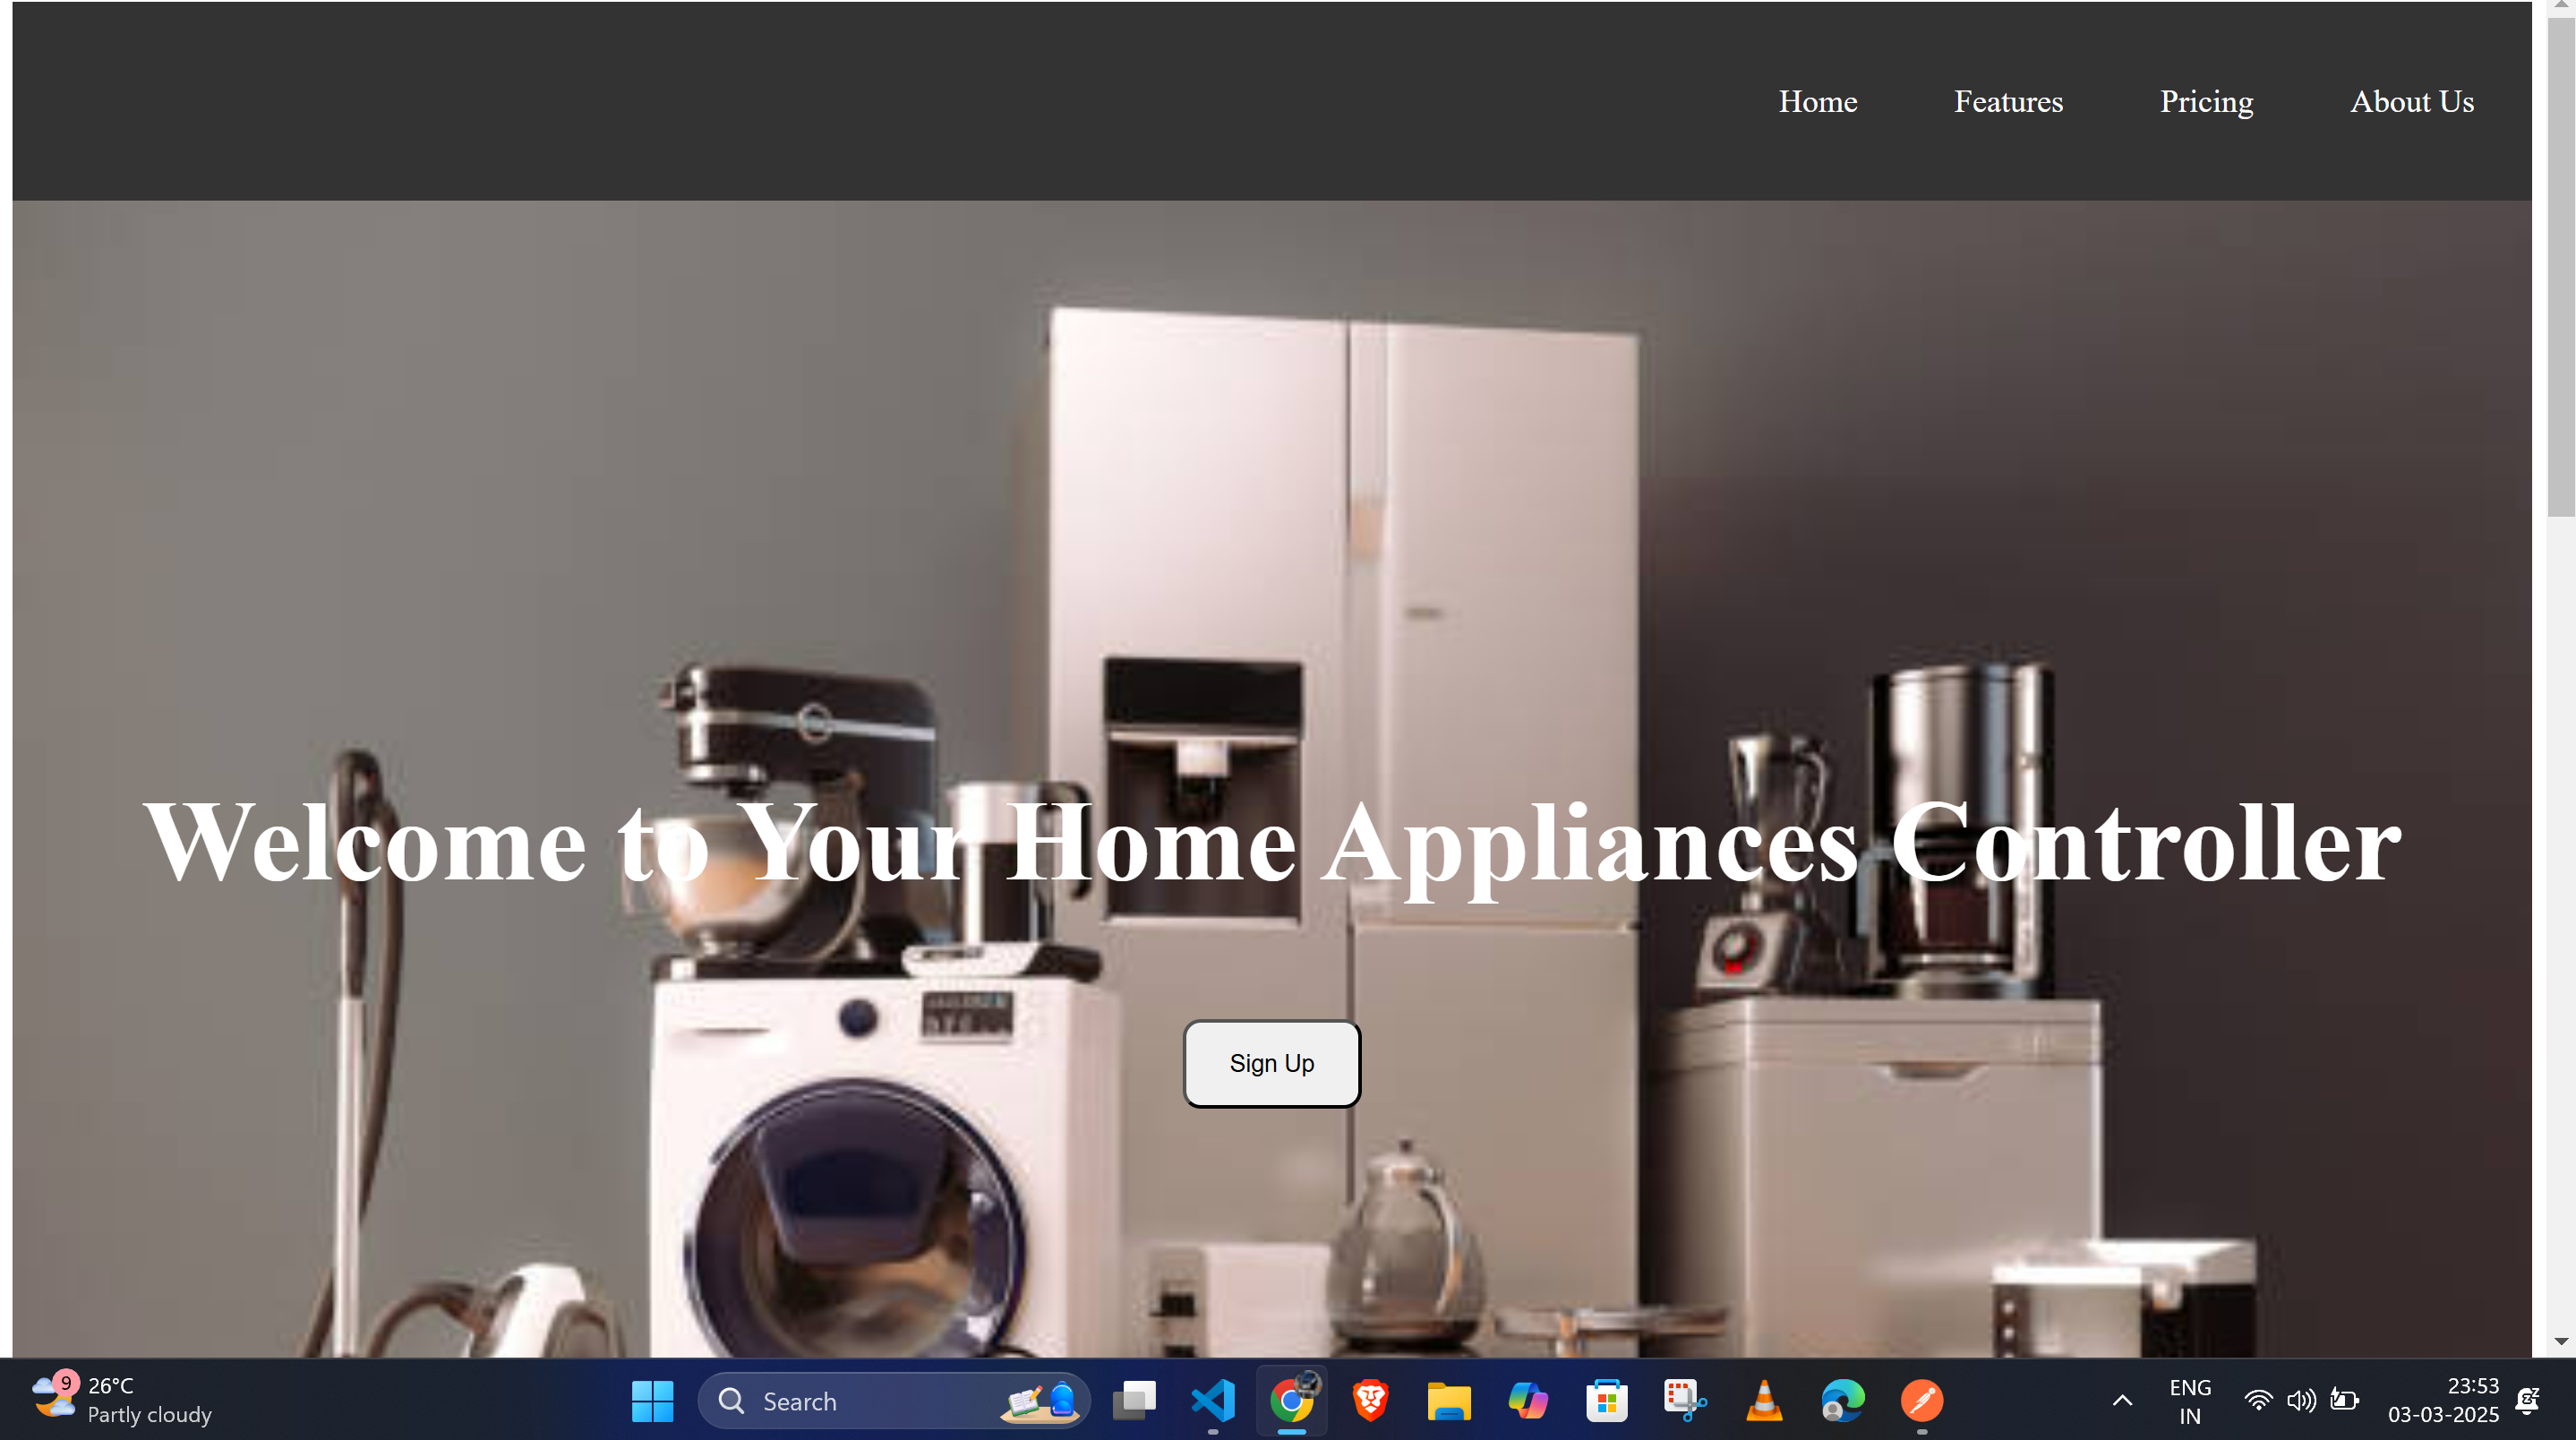 Home Features Pricing About Us
Welcome to Your Home Appliances Controller
Sign Up
9
26°C
Partly cloudy
Search
ENG
IN
23:53
03-03-2025